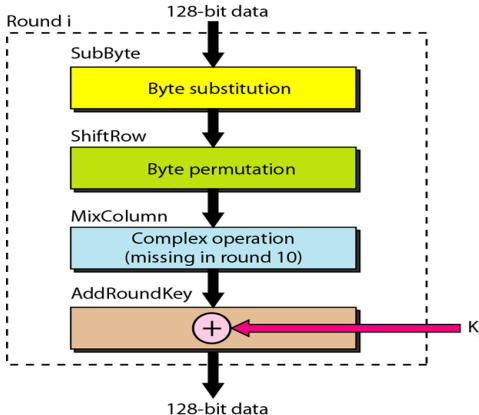 128-bit data
Round i
SubByte
Byte substitution
ShiftRow
Byte permutation
MixColumn
Complex operation
(missing in round 10)
AddRoundKey
+
K
128-bit data